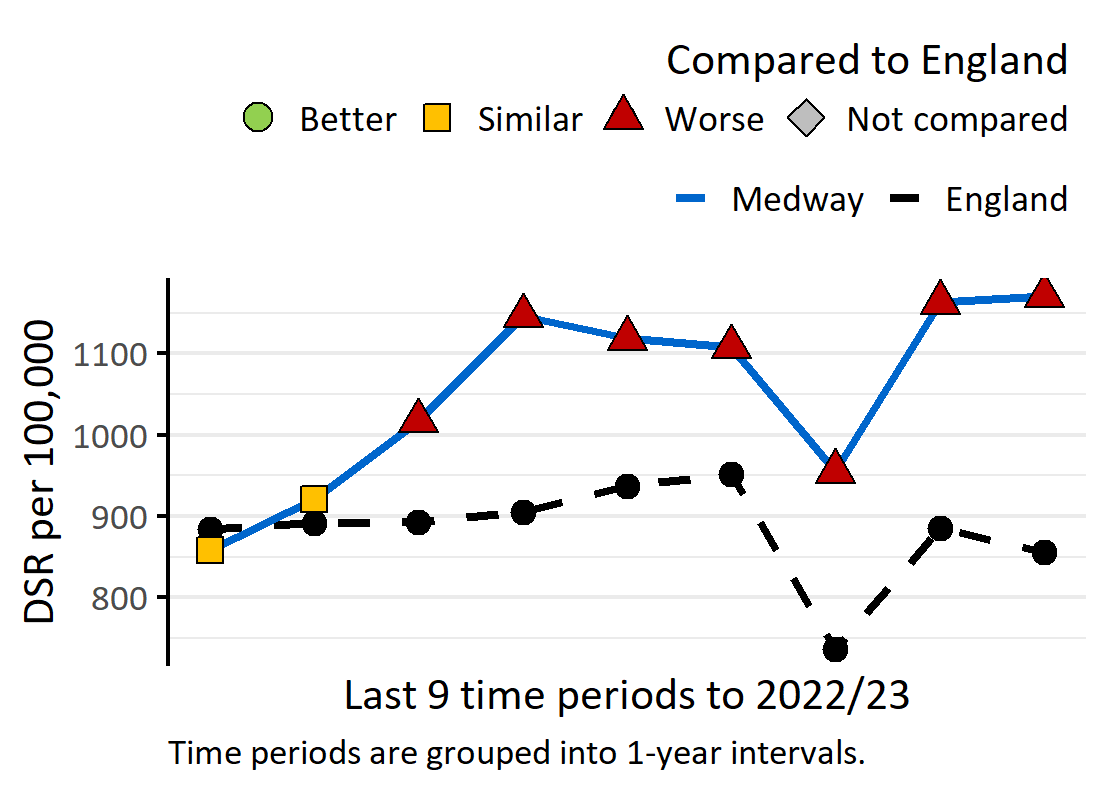 Compared to England
Better Similar Worse Not compared
Medway England
DSR per 100,000
1100
1000
900
800
Last 9 time periods to 2022/23
Time periods are grouped into 1-year intervals.